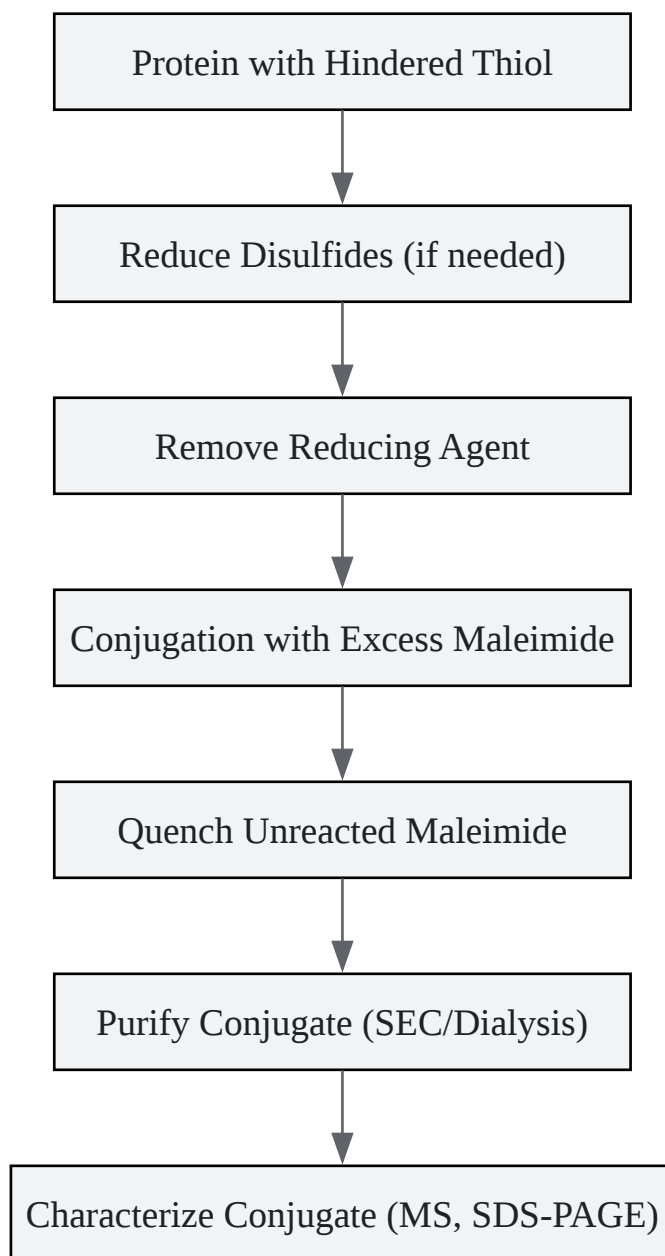 Protein with Hindered Thiol
Reduce Disulfides (if needed)
Remove Reducing Agent
Conjugation with Excess Maleimide
Quench Unreacted Maleimide
Purify Conjugate (SEC/Dialysis)
Characterize Conjugate (MS, SDS-PAGE)